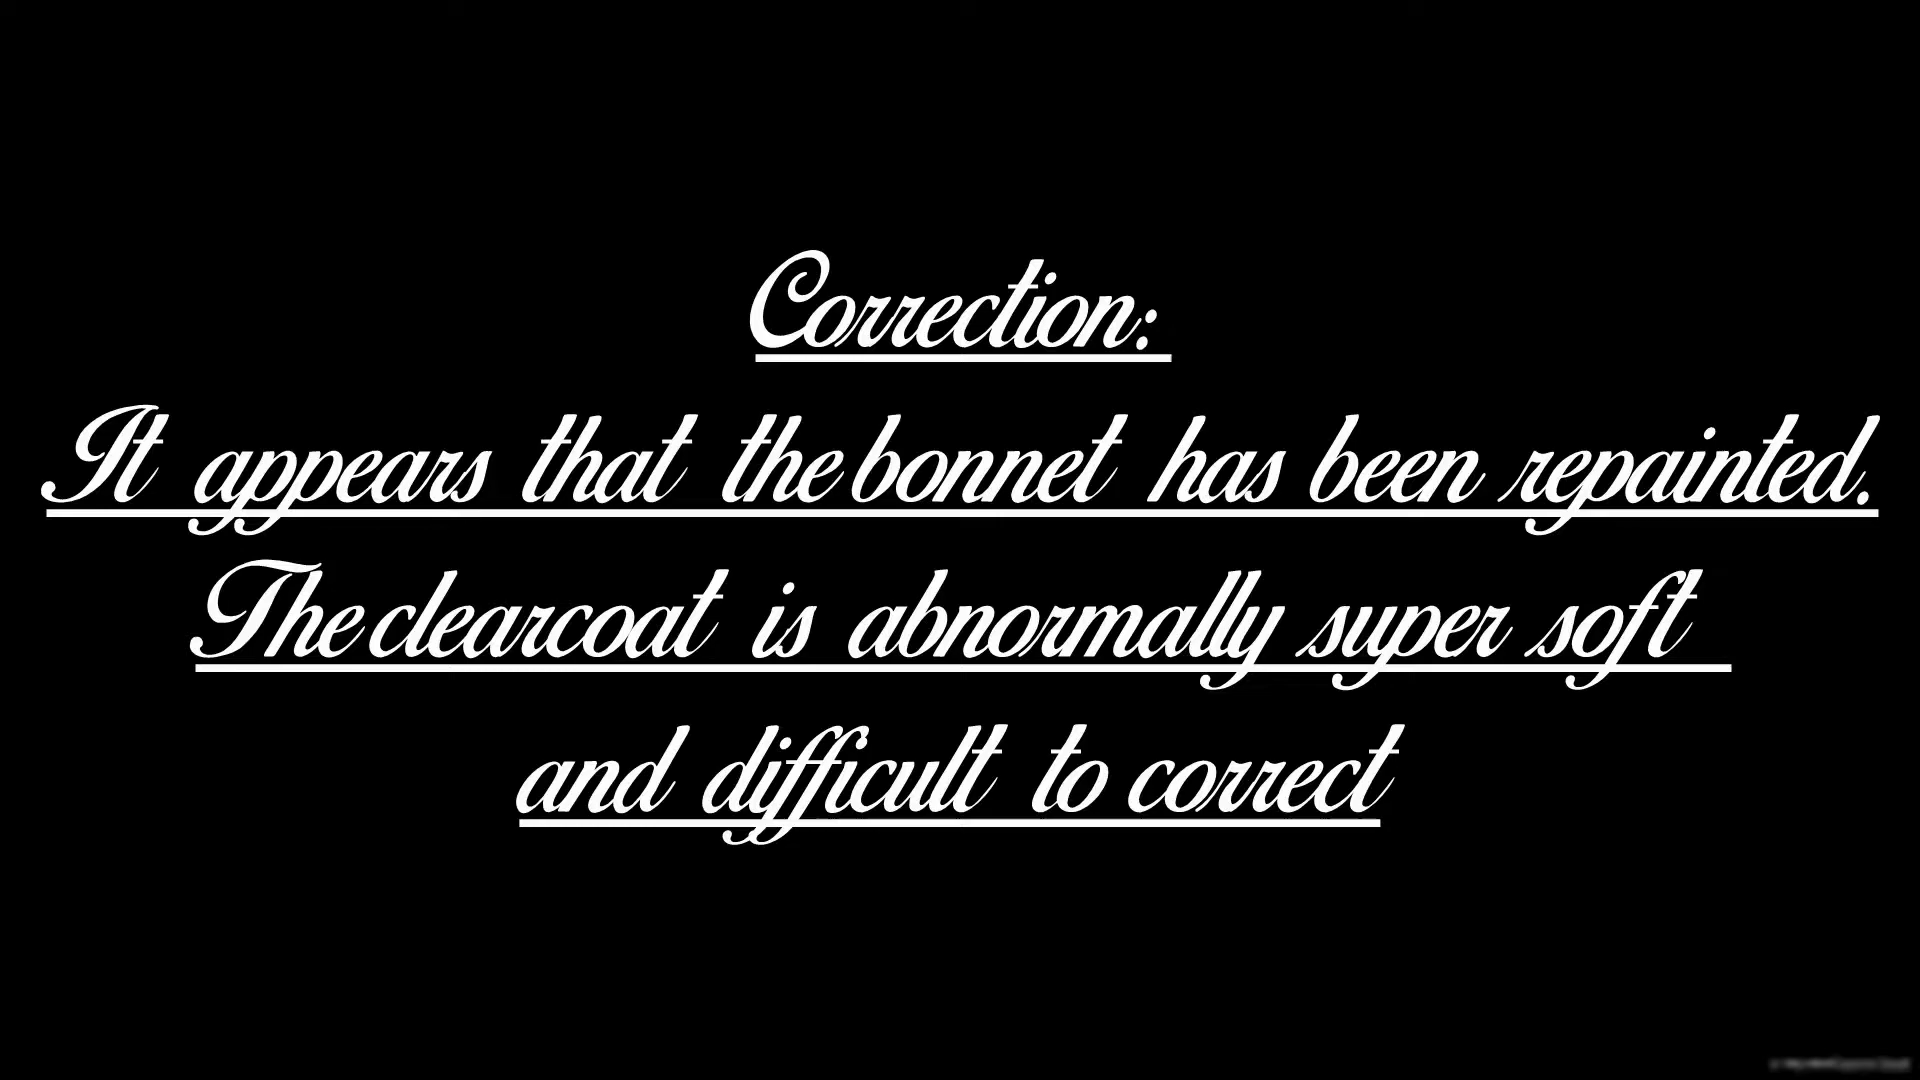 Correction:
It appears that the bonnet has been repainted.
The clearcoat is abnormally super soft
and difficult to correct